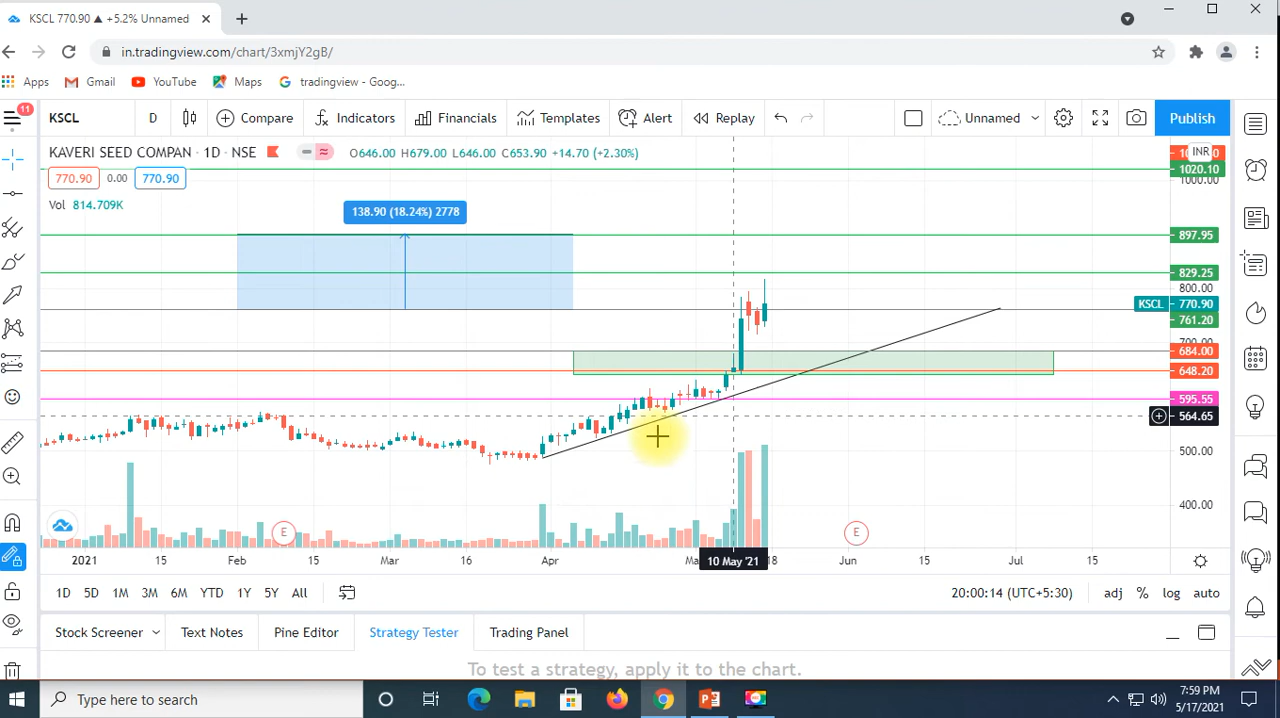 KSCL 770.90 ▲ +5.2% Unnamed
in.tradingview.com/chart/3xmjY2gB/
Apps Gmail YouTube Maps tradingview - Goog...
11
KSCL D Compare Indicators Financials Templates Alert Replay Unnamed Publish
KAVERI SEED COMPAN · 1D · NSE O646.00 H679.00 L646.00 C653.90 +14.70 (+2.30%)
INR
770.90 0.00 770.90
1020.10
1000.00
Vol 814.709K
138.90 (18.24%) 2778
897.95
829.25
800.00
KSCL 770.90
761.20
684.00
648.20
595.55
564.65
500.00
400.00
E E
2021 15 Feb 15 Mar 16 Apr 10 May '21 18 Jun 15 Jul 15
1D 5D 1M 3M 6M YTD 1Y 5Y All 20:00:14 (UTC+5:30) adj % log auto
Stock Screener Text Notes Pine Editor Strategy Tester Trading Panel
To test a strategy, apply it to the chart.
Type here to search
7:59 PM
5/17/2021